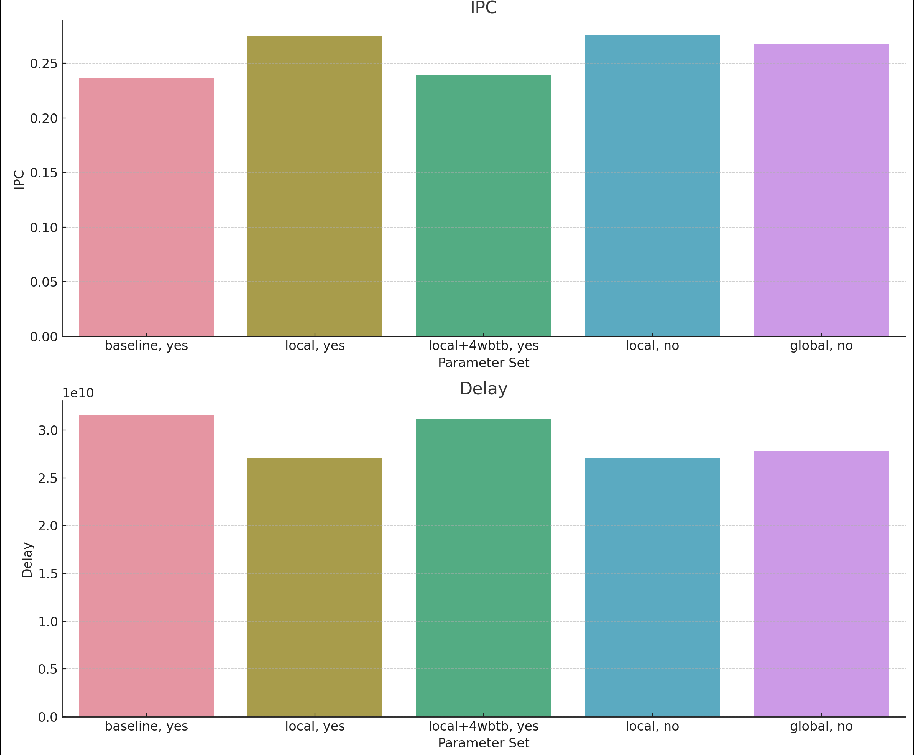 IPC
IPC
0.25
0.20
0.15
0.10
0.05
0.00
baseline, yes
local, yes
local+4wbtb, yes
local, no
global, no
Parameter Set
Delay
1e10
Delay
3.0
2.5
2.0
1.5
1.0
0.5
0.0
baseline, yes
local, yes
local+4wbtb, yes
local, no
global, no
Parameter Set